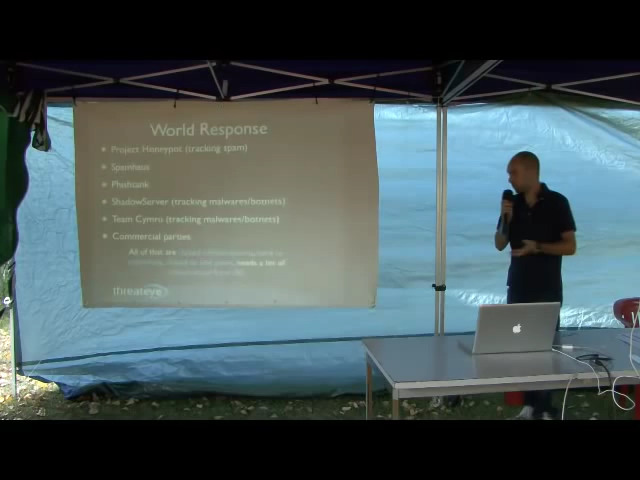 World Response
Project Honeypot (tracking spam)
Spamhaus
Phishtank
ShadowServer (tracking malwares/botnets)
Team Cymru (tracking malwares/botnets)
Commercial parties
All of that are
needs a lot of
threateye